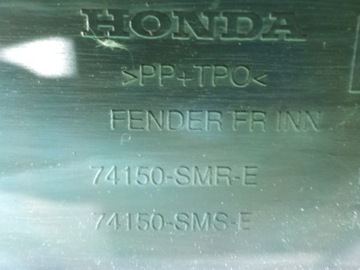 HONDA
>PP+TPO<
FENDER FR INN
74150-SMR-E
74150-SMS-E